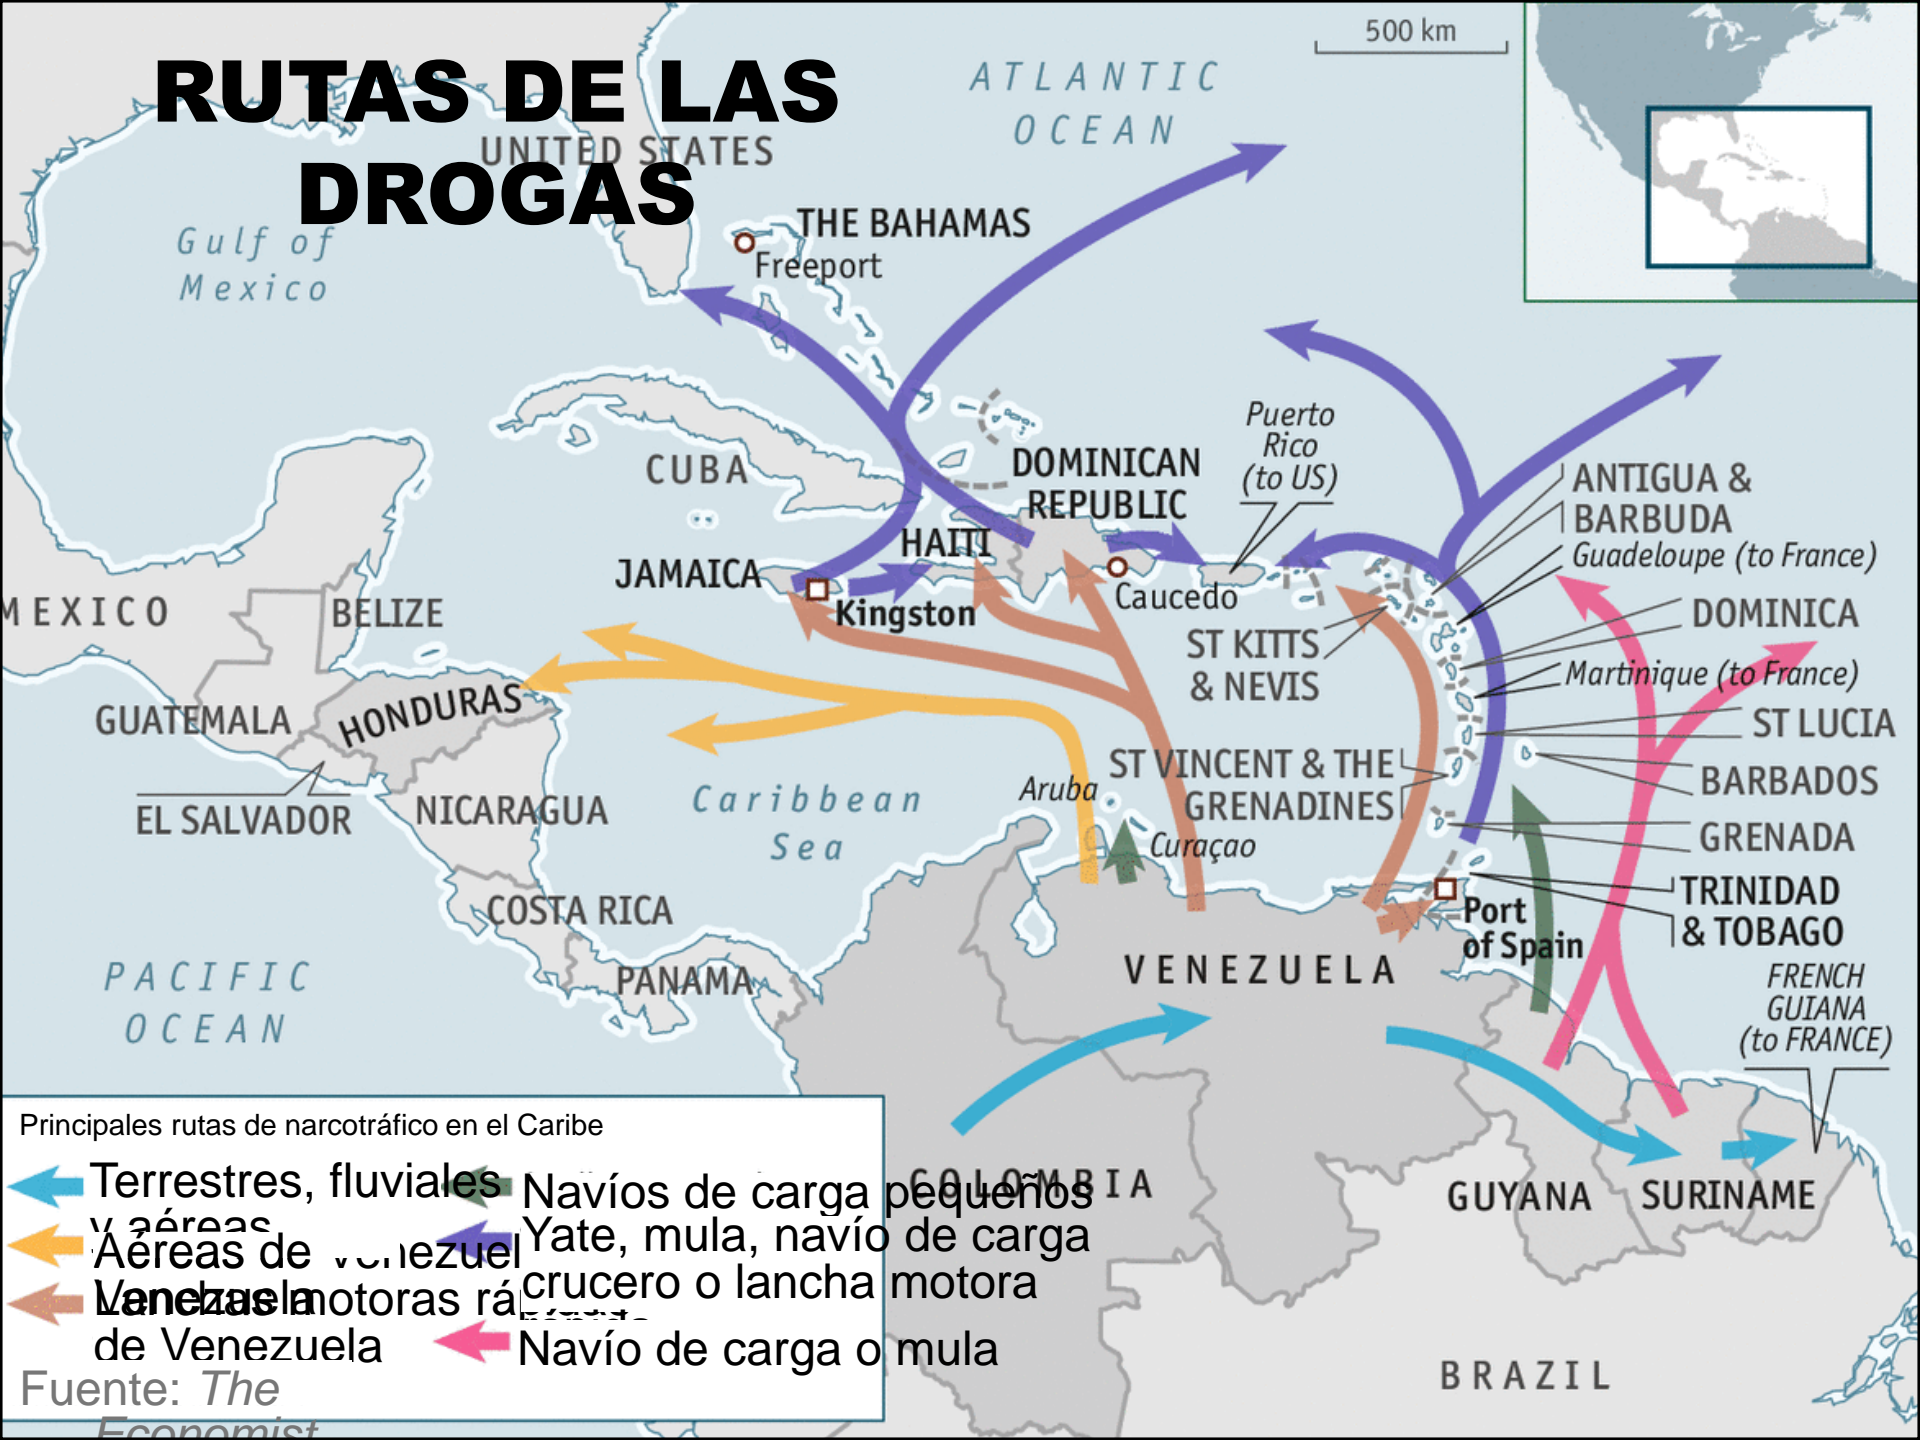 RUTAS DE LAS
DROGAS
500 km
ATLANTIC
OCEAN
UNITED STATES
Gulf of
Mexico
THE BAHAMAS
Freeport
CUBA
DOMINICAN
REPUBLIC
Puerto
Rico
(to US)
HAITI
JAMAICA
Kingston
Caucedo
ANTIGUA &
BARBUDA
Guadeloupe (to France)
DOMINICA
Martinique (to France)
ST LUCIA
BARBADOS
GRENADA
TRINIDAD
& TOBAGO
ST KITTS
& NEVIS
ST VINCENT & THE
GRENADINES
MEXICO
BELIZE
GUATEMALA
HONDURAS
EL SALVADOR
NICARAGUA
COSTA RICA
PANAMA
Caribbean
Sea
Aruba
Curaçao
Port
of Spain
VENEZUELA
FRENCH
GUIANA
(to FRANCE)
PACIFIC
OCEAN
COLOMBIA
GUYANA
SURINAME
BRAZIL
Principales rutas de narcotráfico en el Caribe
Terrestres, fluviales
y aéreas
Aéreas de
Venezuela
motoras
de Venezuela
Navíos de carga pequeños
Yate, mula, navío de carga
crucero o lancha motora
Navío de carga o mula
Fuente: The
Economist